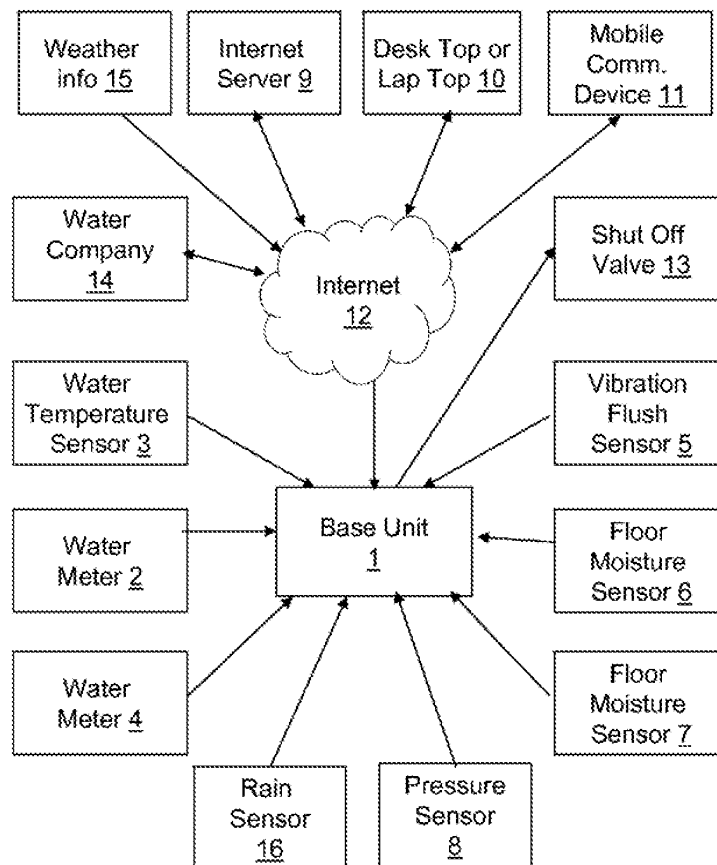 Weather
info 15
Internet
Server 9
Desk Top or
Lap Top 10
Mobile
Comm.
Device 11
Water
Company
14
Internet
12
Shut Off
Valve 13
Water
Temperature
Sensor 3
Vibration
Flush
Sensor 5
Base Unit
1
Water
Meter 2
Floor
Moisture
Sensor 6
Water
Meter 4
Floor
Moisture
Sensor 7
Rain
Sensor
16
Pressure
Sensor
8